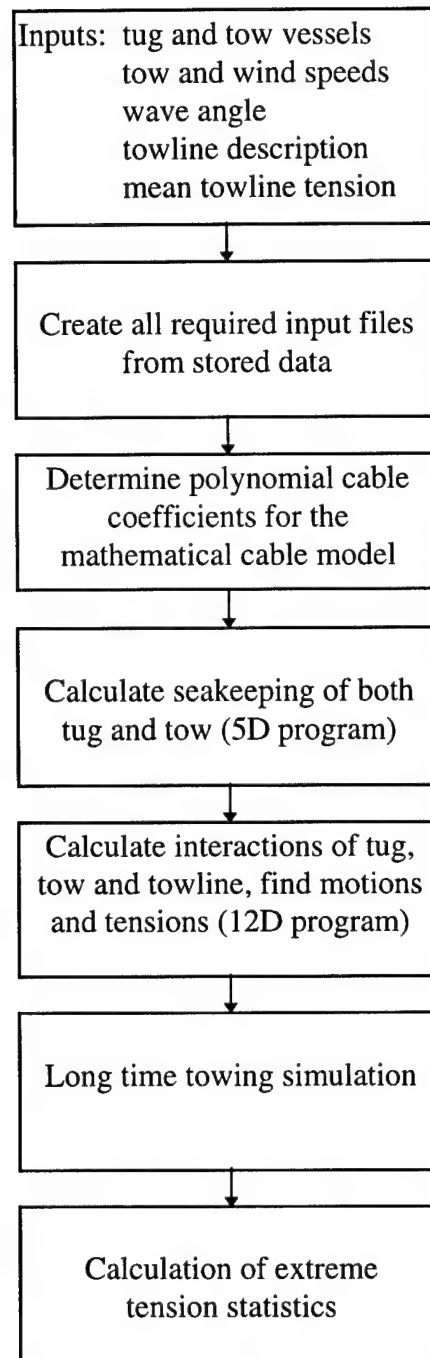 Inputs: tug and tow vessels
tow and wind speeds
wave angle
towline description
mean towline tension
Create all required input files
from stored data
Determine polynomial cable
coefficients for the
mathematical cable model
Calculate seakeeping of both
tug and tow (5D program)
Calculate interactions of tug,
tow and towline, find motions
and tensions (12D program)
Long time towing simulation
Calculation of extreme
tension statistics